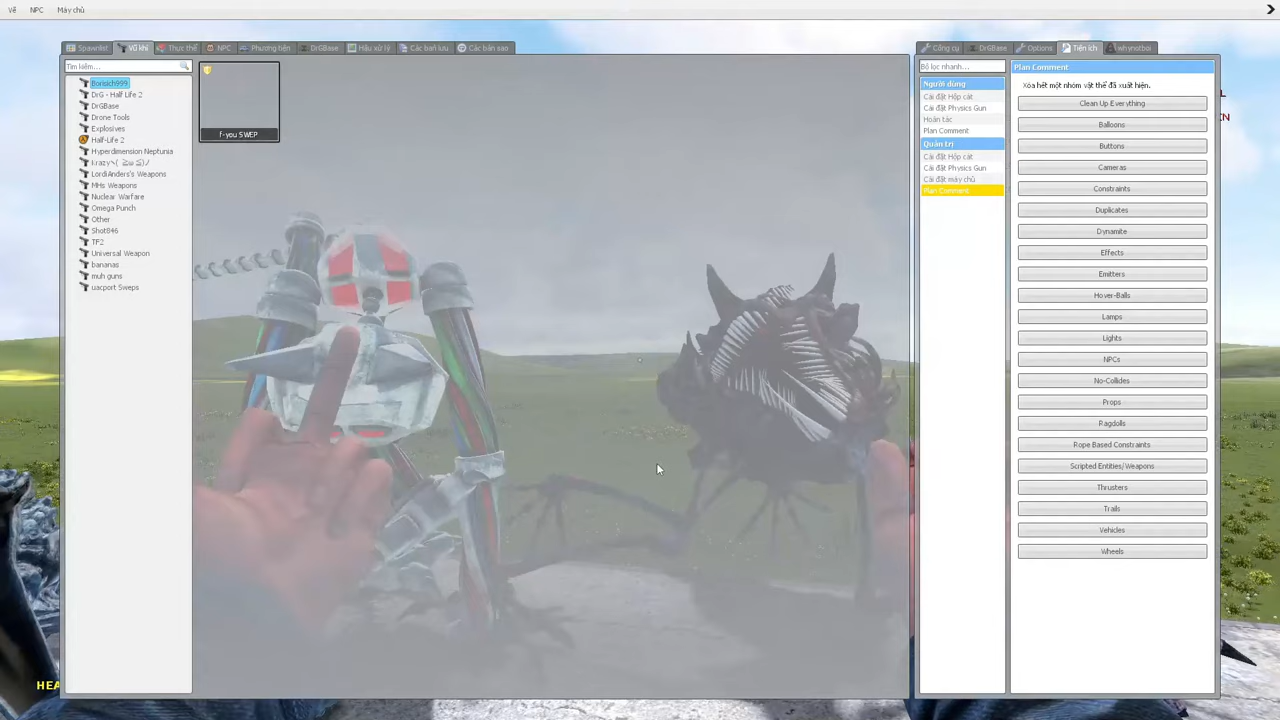 Vẽ NPC Máy chủ
Spawnlist Vũ khí Thực thể NPC Phương tiện DrGBase Hậu xử lý Các bản lưu Các bản sao
Tìm kiếm...
Borisich999
DrG - Half Life 2
DrGBase
Drone Tools
Explosives
Half-Life 2
Hyperdimension Neptunia
LordiAnders's Weapons
MHs Weapons
Nuclear Warfare
Omega Punch
Other
Shot846
TF2
Universal Weapon
bananas
muh guns
uacport Sweps
f-you SWEP
Công cụ DrGBase Options Tiện ích whynotboi
Bộ lọc nhanh...
Người dùng
Cài đặt Hộp cát
Cài đặt Physics Gun
Hoàn tác
Plan Comment
Quản trị
Cài đặt Hộp cát
Cài đặt Physics Gun
Cài đặt máy chủ
Plan Comment
Plan Comment
Xóa hết một nhóm vật thể đã xuất hiện.
Clean Up Everything
Balloons
Buttons
Cameras
Constraints
Duplicates
Dynamite
Effects
Emitters
Hover-Balls
Lamps
Lights
NPCs
No-Collides
Props
Ragdolls
Rope Based Constraints
Scripted Entities/Weapons
Thrusters
Trails
Vehicles
Wheels
HEA